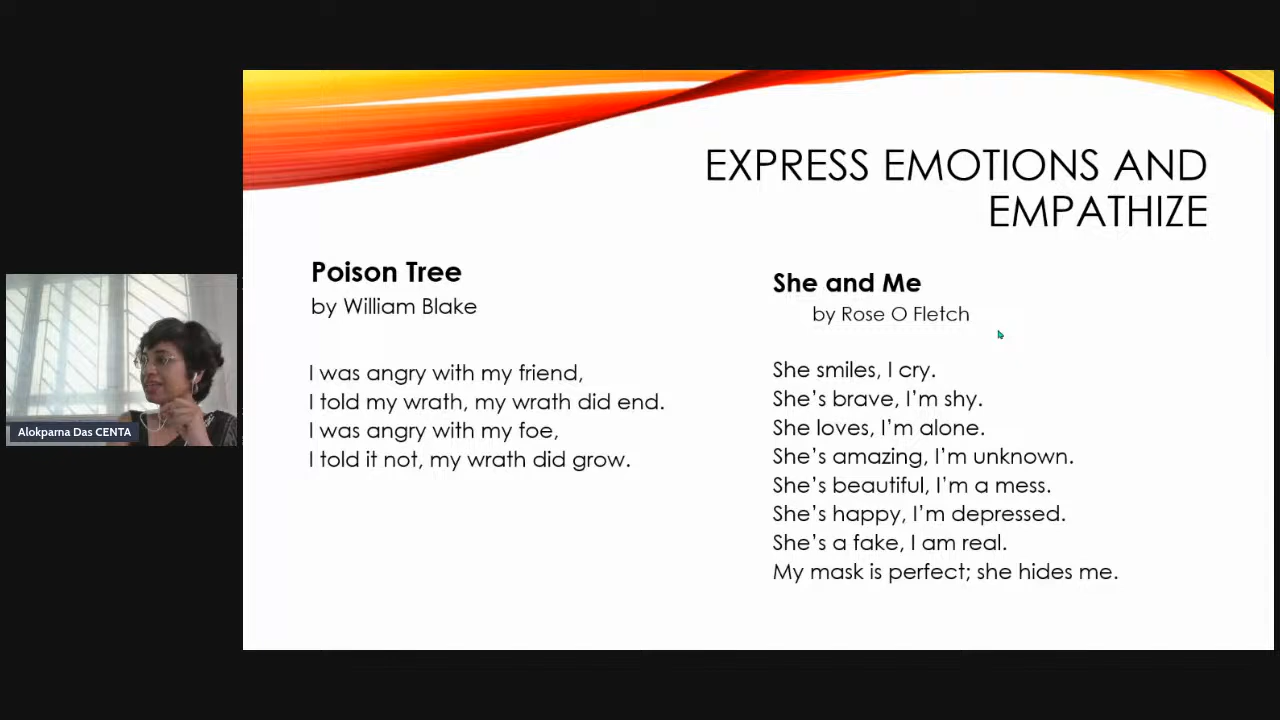 EXPRESS EMOTIONS AND
EMPATHIZE
Poison Tree
by William Blake
I was angry with my friend,
I told my wrath, my wrath did end.
I was angry with my foe,
I told it not, my wrath did grow.
She and Me
by Rose O Fletch
She smiles, I cry.
She’s brave, I’m shy.
She loves, I’m alone.
She’s amazing, I’m unknown.
She’s beautiful, I’m a mess.
She’s happy, I’m depressed.
She’s a fake, I am real.
My mask is perfect; she hides me.
Alokparna Das CENTA